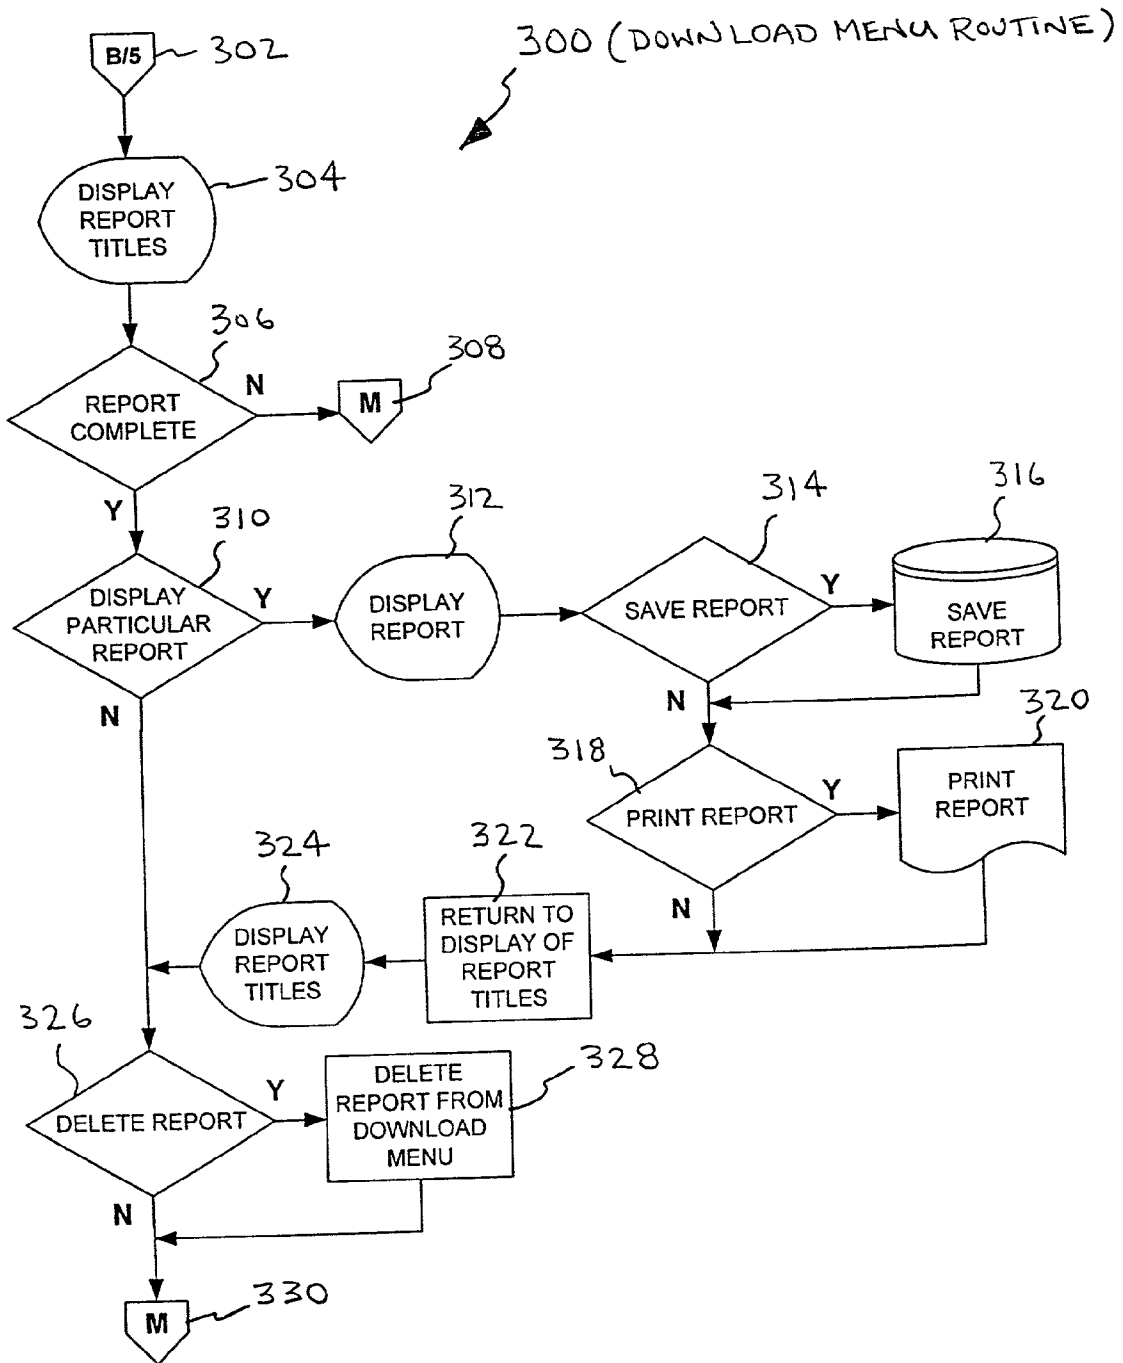 300 (DOWNLOAD MENU ROUTINE)
B/5
302
DISPLAY
REPORT
TITLES
304
306
REPORT
COMPLETE
N
M
308
Y
310
DISPLAY
PARTICULAR
REPORT
Y
N
312
DISPLAY
REPORT
314
SAVE REPORT
Y
N
316
SAVE
REPORT
318
PRINT REPORT
Y
N
320
PRINT
REPORT
322
RETURN TO
DISPLAY OF
REPORT
TITLES
324
DISPLAY
REPORT
TITLES
326
DELETE REPORT
Y
N
328
DELETE
REPORT FROM
DOWNLOAD
MENU
M
330